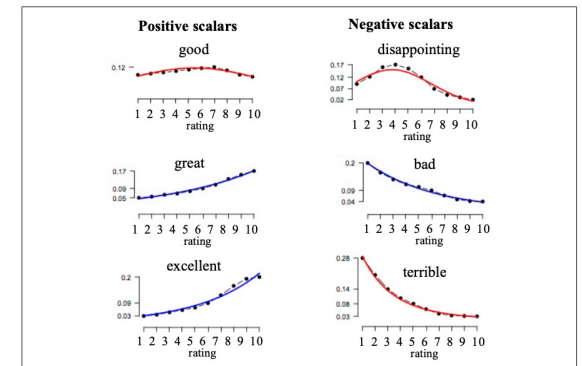 Positive scalars
Negative scalars
good
0.12
1 2 3 4 5 6 7 8 9 10
rating
disappointing
0.17
0.12
0.07
0.02
1 2 3 4 5 6 7 8 9 10
rating
great
0.17
0.09
0.05
1 2 3 4 5 6 7 8 9 10
rating
bad
0.2
0.09
0.04
1 2 3 4 5 6 7 8 9 10
rating
excellent
0.2
0.09
0.03
1 2 3 4 5 6 7 8 9 10
rating
terrible
0.28
0.14
0.08
0.03
1 2 3 4 5 6 7 8 9 10
rating